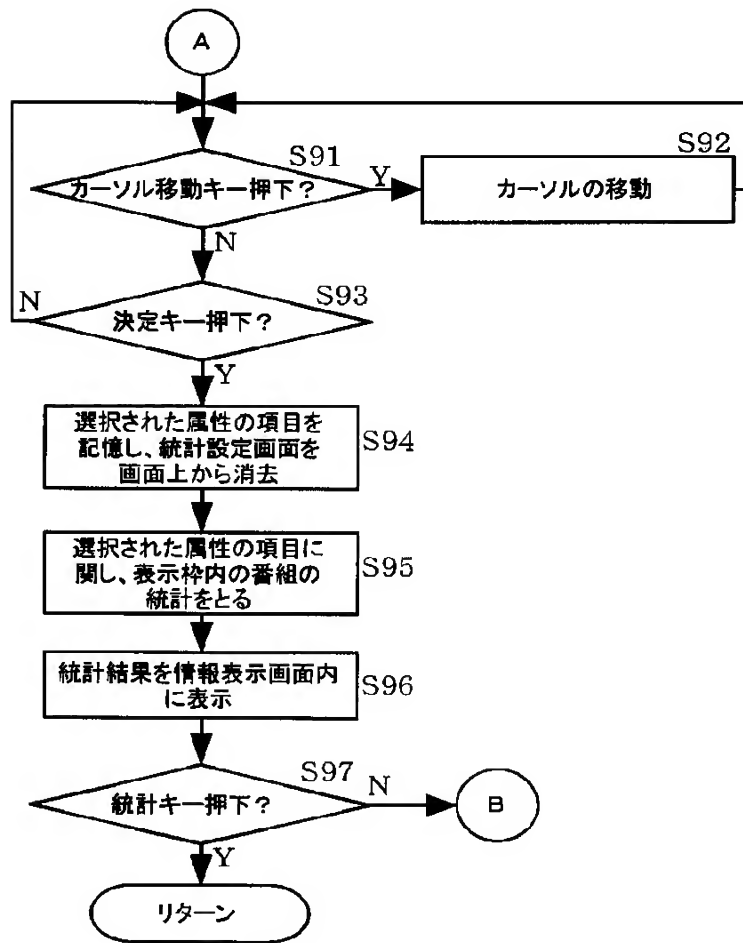 A
S91
カーソル移動キー押下?
Y
S92
カーソルの移動
N
S93
決定キー押下?
N
Y
選択された属性の項目を
記憶し、統計設定画面を
画面上から消去
S94
選択された属性の項目に
関し、表示枠内の番組の
統計をとる
S95
統計結果を情報表示画面内
に表示
S96
S97
統計キー押下?
N
B
Y
リターン